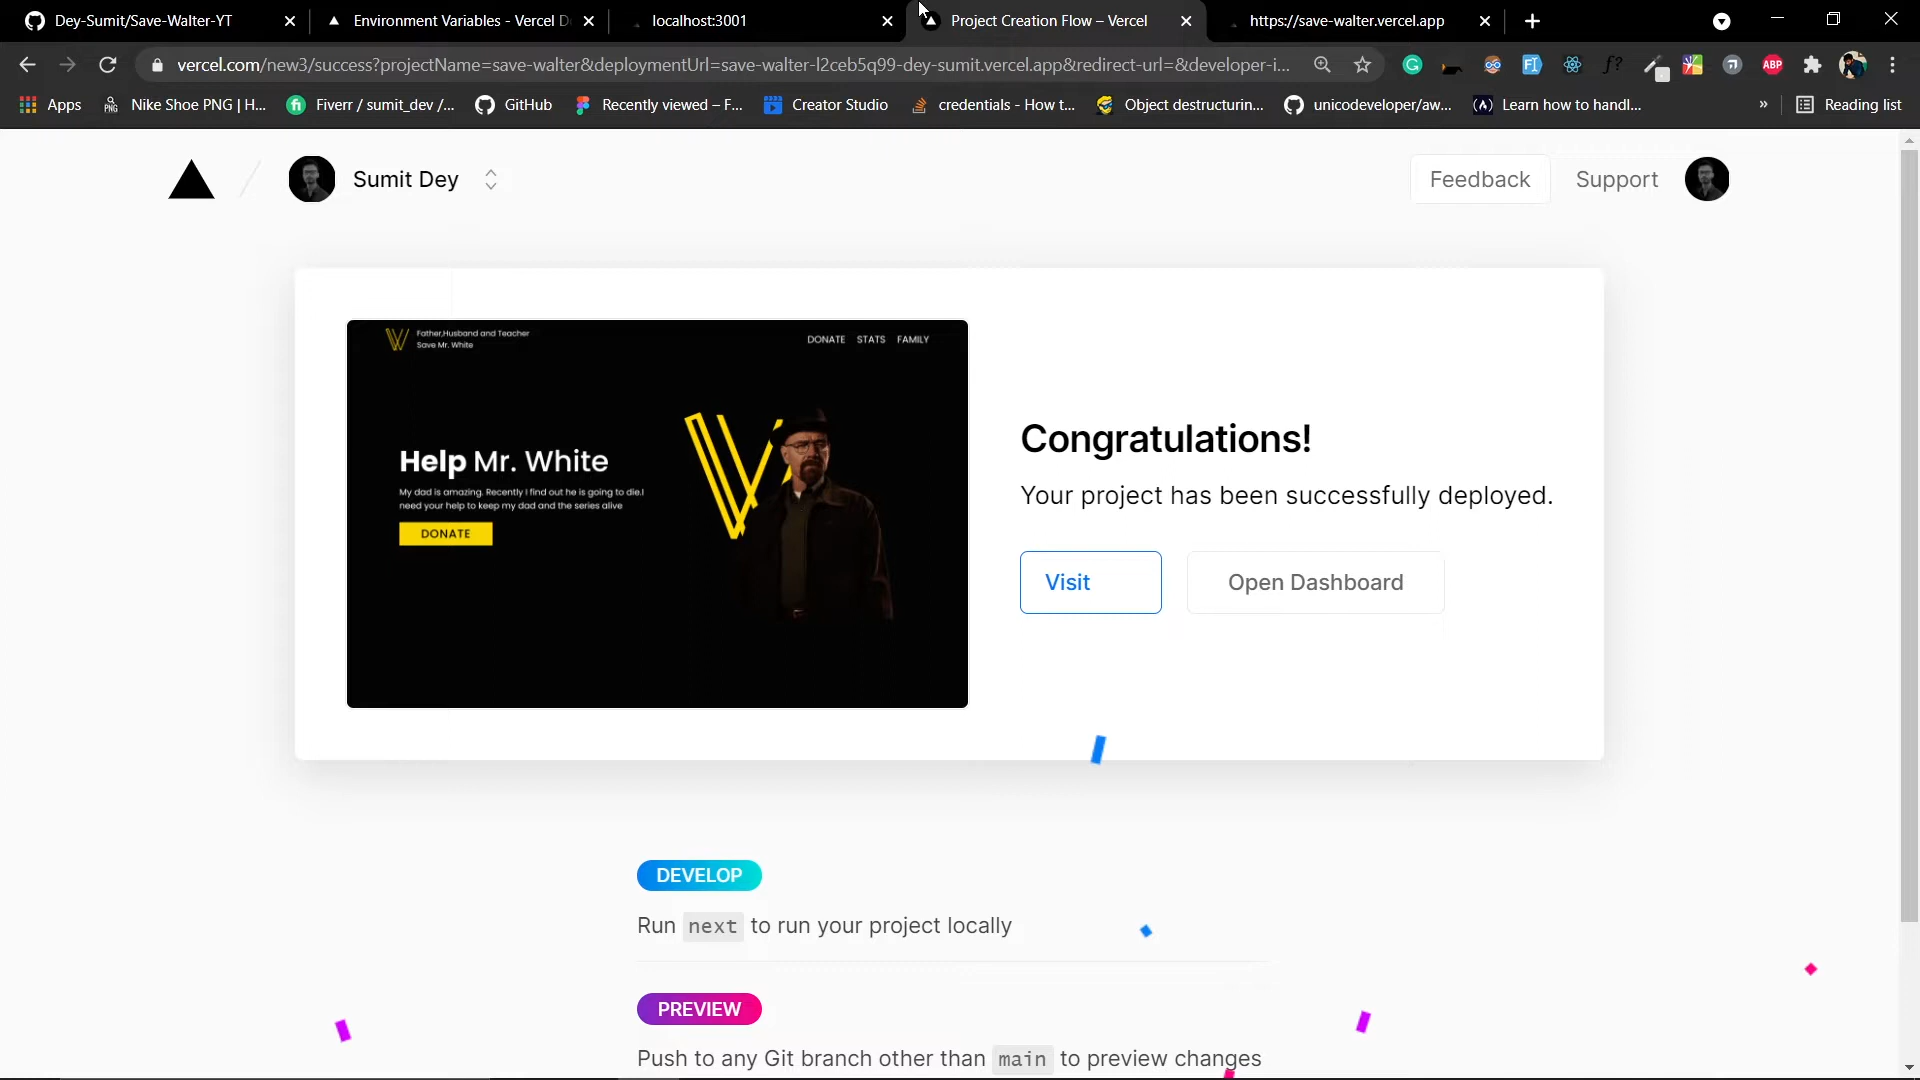 Dey-Sumit/Save-Walter-YT
Environment Variables - Vercel D
localhost:3001
Project Creation Flow – Vercel
https://save-walter.vercel.app
vercel.com/new3/success?projectName=save-walter&deploymentUrl=save-walter-l2ceb5q99-dey-sumit.vercel.app&redirect-url=&developer-i...
ABP
Apps
Nike Shoe PNG | H...
Fiverr / sumit_dev /...
GitHub
Recently viewed – F...
Creator Studio
credentials - How t...
Object destructurin...
unicodeveloper/aw...
Learn how to handl...
»
Reading list
Sumit Dey
Feedback
Support
Father,Husband and Teacher
Save Mr. White
DONATE STATS FAMILY
Help Mr. White
My dad is amazing. Recently I find out he is going to die.I
need your help to keep my dad and the series alive
DONATE
Congratulations!
Your project has been successfully deployed.
Visit
Open Dashboard
DEVELOP
Run next to run your project locally
PREVIEW
Push to any Git branch other than main to preview changes